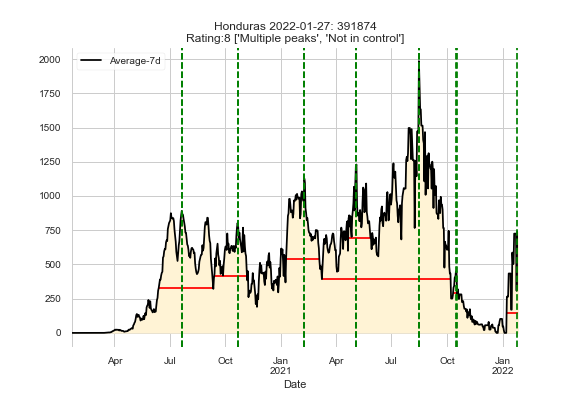 Honduras 2022-01-27: 391874
Rating:8 ['Multiple peaks', 'Not in control']
Average-7d
2000
1750
1500
1250
1000
750
500
250
0
Apr
Jul
Oct
Jan
2021
Apr
Jul
Oct
Jan
2022
Date